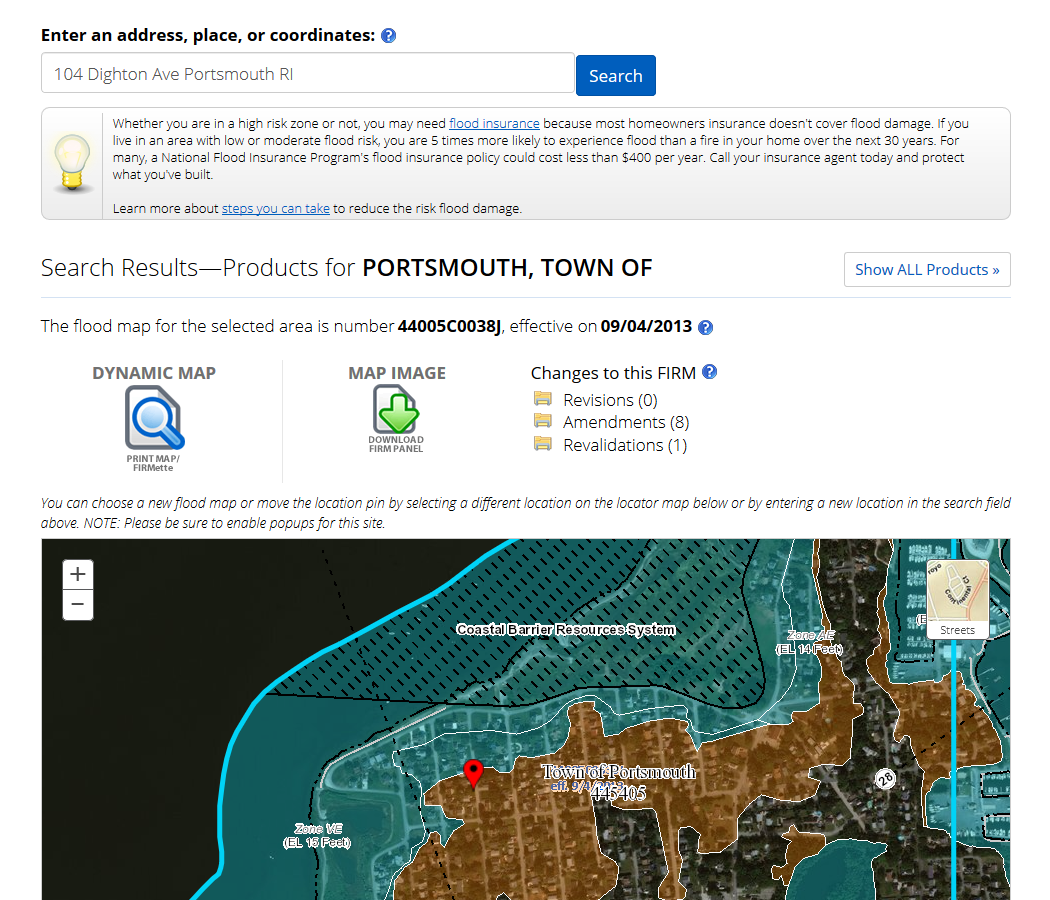 Enter an address, place, or coordinates:
104 Dighton Ave Portsmouth RI
Search
Whether you are in a high risk zone or not, you may need flood insurance because most homeowners insurance doesn't cover flood damage. If you
live in an area with low or moderate flood risk, you are 5 times more likely to experience flood than a fire in your home over the next 30 years. For
many, a National Flood Insurance Program's flood insurance policy could cost less than $400 per year. Call your insurance agent today and protect
what you've built.
Learn more about steps you can take to reduce the risk flood damage.
Search Results—Products for PORTSMOUTH, TOWN OF
Show ALL Products »
The flood map for the selected area is number 44005C0038J, effective on 09/04/2013
DYNAMIC MAP
PRINT MAP/
FIRMette
MAP IMAGE
DOWNLOAD
FIRM PANEL
Changes to this FIRM
Revisions (0)
Amendments (8)
Revalidations (1)
You can choose a new flood map or move the location pin by selecting a different location on the locator map below or by entering a new location in the search field
above. NOTE: Please be sure to enable popups for this site.
+
−
Coastal Barrier Resources System
Zone AE
(EL 14 Feet)
Continental
Streets
Town of Portsmouth
445405
28
Zone VE
(EL 15 Feet)